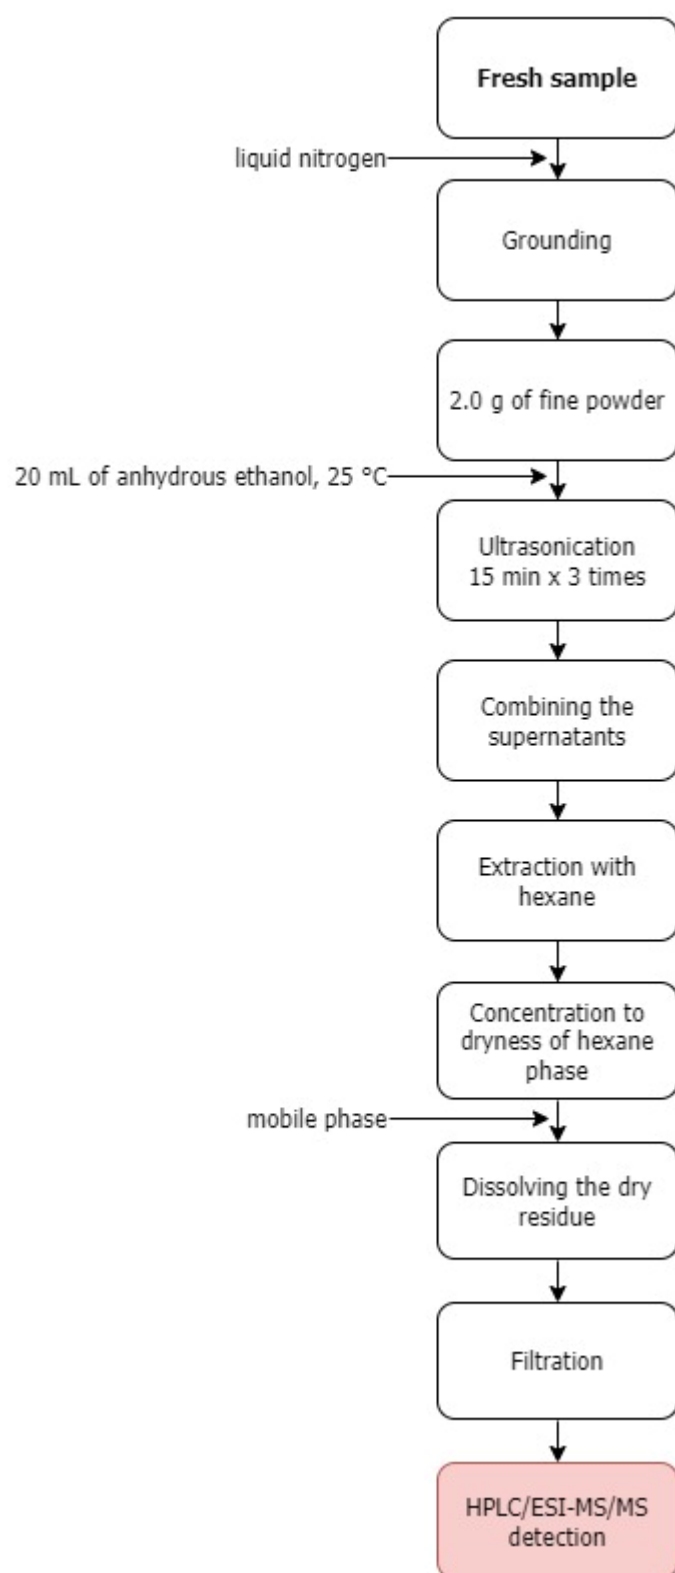 Fresh sample
liquid nitrogen
Grounding
2.0 g of fine powder
20 mL of anhydrous ethanol, 25 °C
Ultrasonication
15 min x 3 times
Combining the
supernatants
Extraction with
hexane
Concentration to
dryness of hexane
phase
mobile phase
Dissolving the dry
residue
Filtration
HPLC/ESI-MS/MS
detection